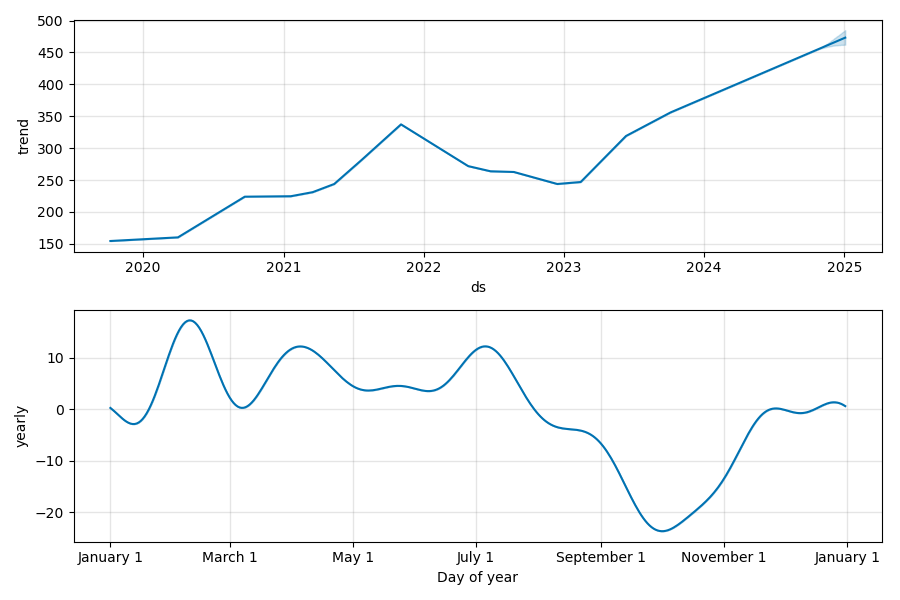 500
450
400
350
300
250
200
150
trend
2020 2021 2022 2023 2024 2025
ds
10
0
−10
−20
yearly
January 1 March 1 May 1 July 1 September 1 November 1 January 1
Day of year